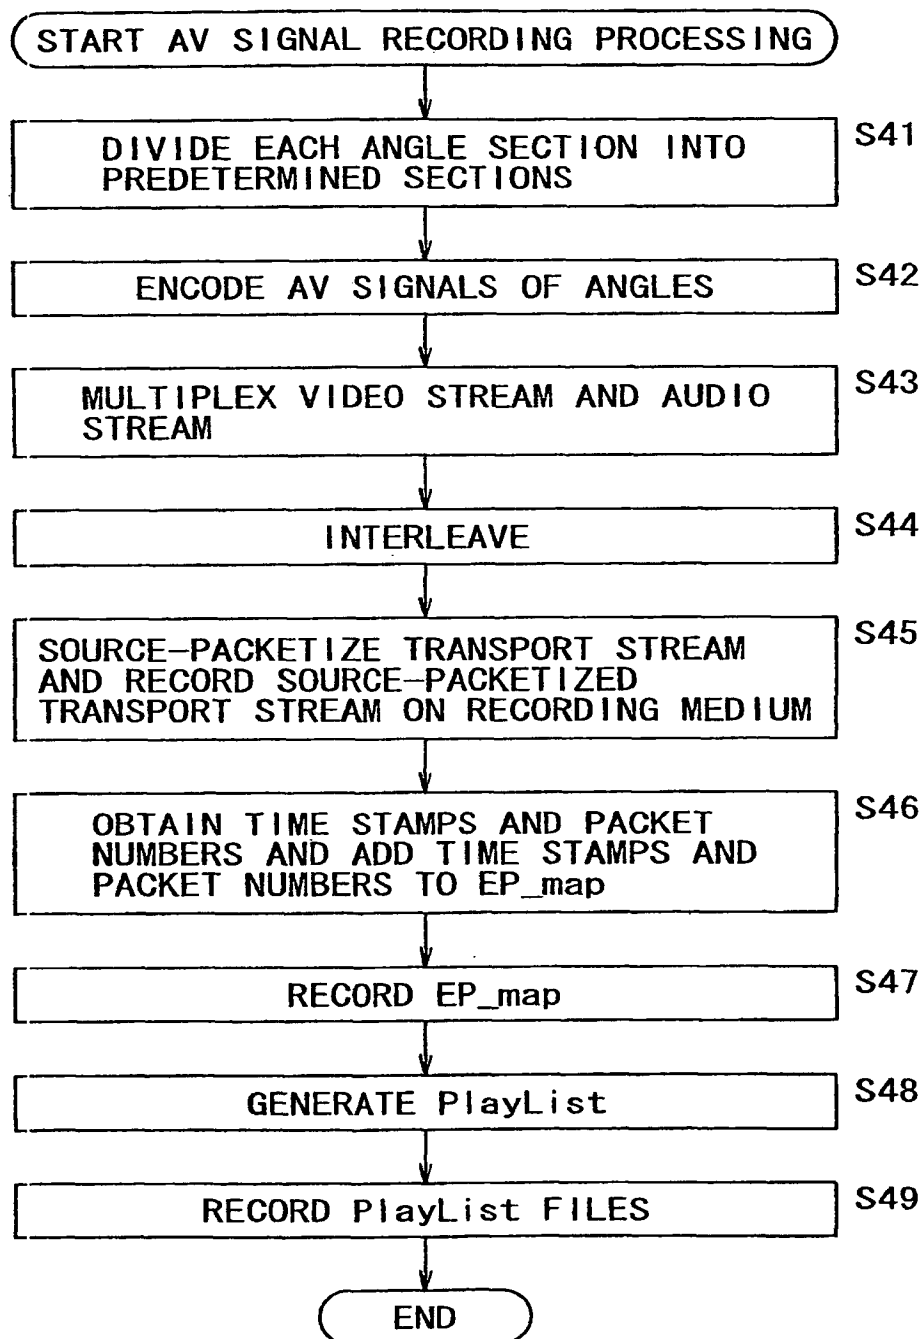 START AV SIGNAL RECORDING PROCESSING
S41
DIVIDE EACH ANGLE SECTION INTO
PREDETERMINED SECTIONS
S42
ENCODE AV SIGNALS OF ANGLES
S43
MULTIPLEX VIDEO STREAM AND AUDIO
STREAM
S44
INTERLEAVE
S45
SOURCE-PACKETIZE TRANSPORT STREAM
AND RECORD SOURCE-PACKETIZED
TRANSPORT STREAM ON RECORDING MEDIUM
S46
OBTAIN TIME STAMPS AND PACKET
NUMBERS AND ADD TIME STAMPS AND
PACKET NUMBERS TO EP_map
S47
RECORD EP_map
S48
GENERATE PlayList
S49
RECORD PlayList FILES
END